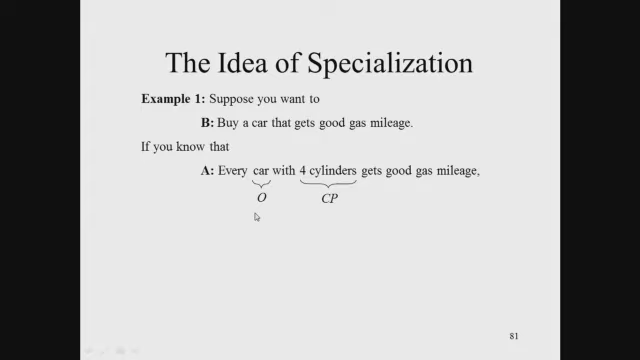 The Idea of Specialization
Example 1: Suppose you want to
B: Buy a car that gets good gas mileage.
If you know that
A: Every car with 4 cylinders gets good gas mileage,
O CP
81